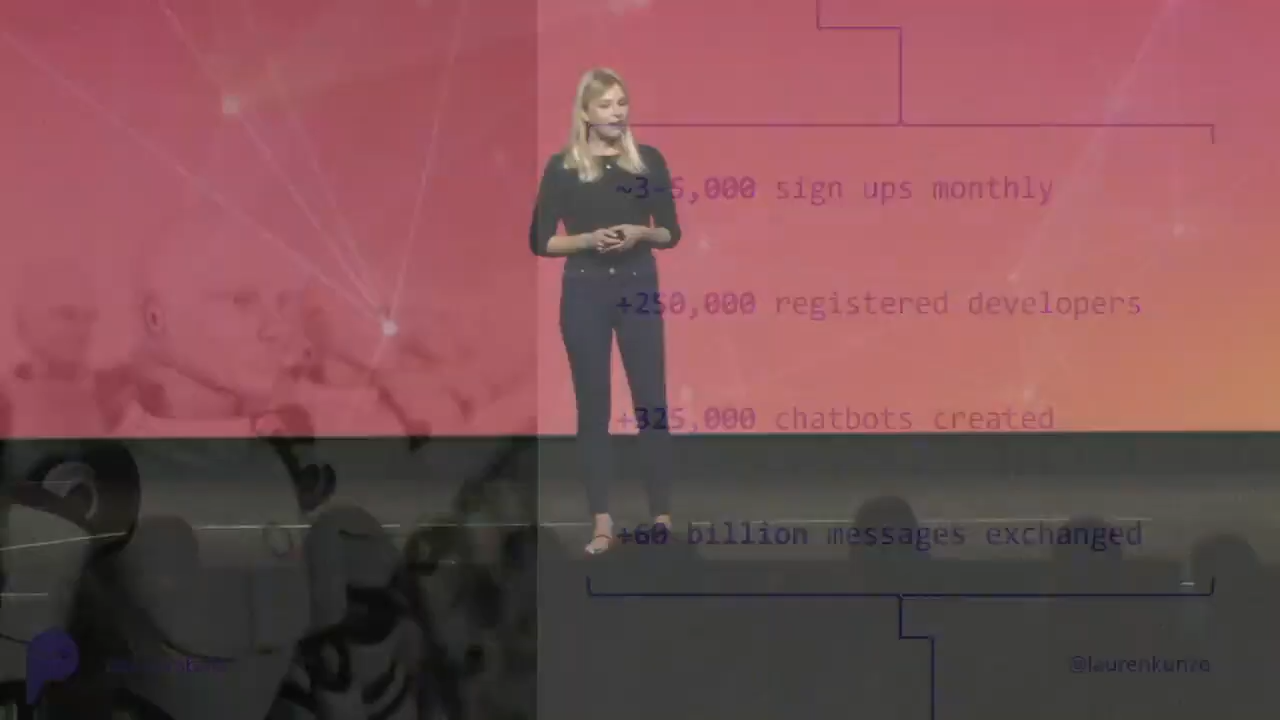 ~3-5,000 sign ups monthly
+250,000 registered developers
+325,000 chatbots created
+60 billion messages exchanged
@laurenkunze